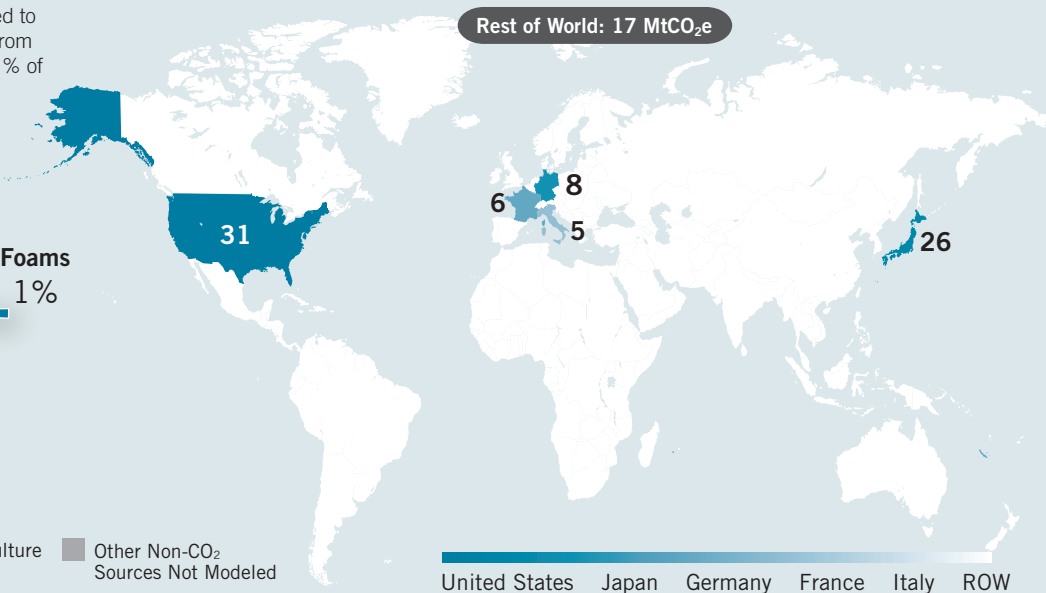 ed to
rom
% of
Rest of World: 17 MtCO₂e
31
6
8
5
26
Foams
1%
lture
Other Non-CO₂
Sources Not Modeled
United States Japan Germany France Italy ROW